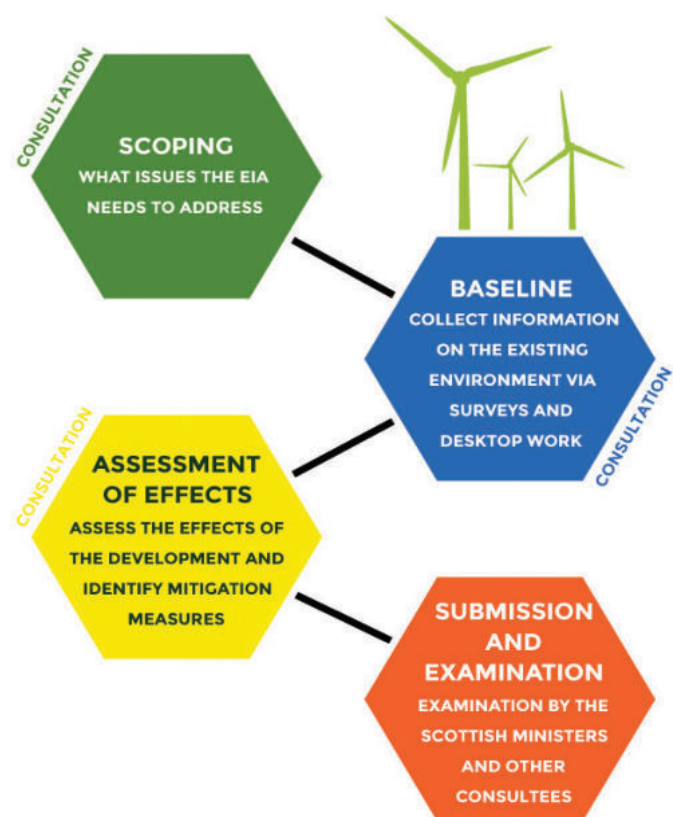 CONSULTATION
SCOPING
WHAT ISSUES THE EIA
NEEDS TO ADDRESS
BASELINE
COLLECT INFORMATION
ON THE EXISTING
ENVIRONMENT VIA
SURVEYS AND
DESKTOP WORK
CONSULTATION
CONSULTATION
ASSESSMENT
OF EFFECTS
ASSESS THE EFFECTS OF
THE DEVELOPMENT AND
IDENTIFY MITIGATION
MEASURES
SUBMISSION
AND
EXAMINATION
EXAMINATION BY THE
SCOTTISH MINISTERS
AND OTHER
CONSULTEES